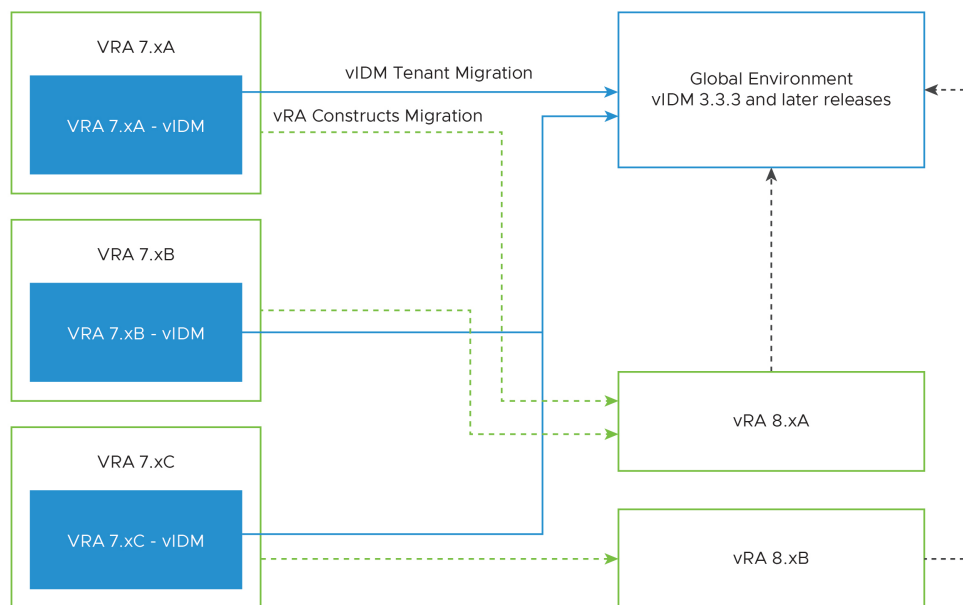 VRA 7.xA
VRA 7.xA - vIDM
vIDM Tenant Migration
vRA Constructs Migration
Global Environment
vIDM 3.3.3 and later releases
VRA 7.xB
VRA 7.xB - vIDM
vRA 8.xA
VRA 7.xC
VRA 7.xC - vIDM
vRA 8.xB